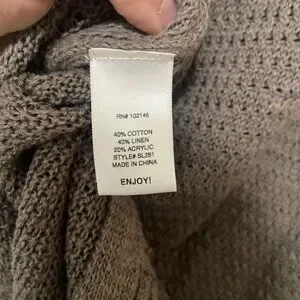 RN# 102146
40% COTTON
40% LINEN
20% ACRYLIC
STYLE# SL281
MADE IN CHINA
ENJOY!